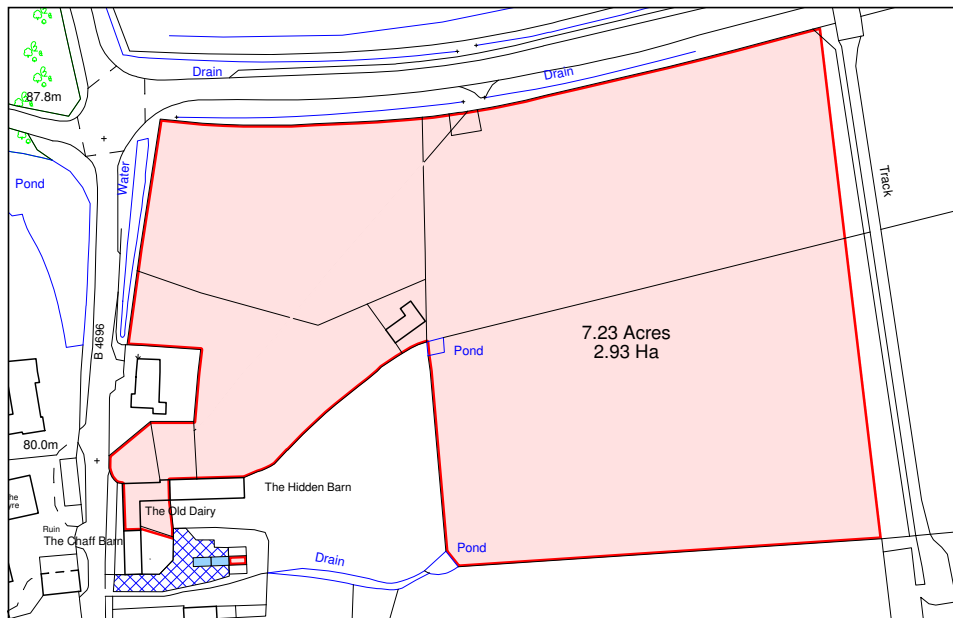 Drain
Drain
87.8m
Water
Pond
Track
B 4696
7.23 Acres
2.93 Ha
Pond
80.0m
The Hidden Barn
The Old Dairy
Ruin
The Chaff Barn
Pond
Drain